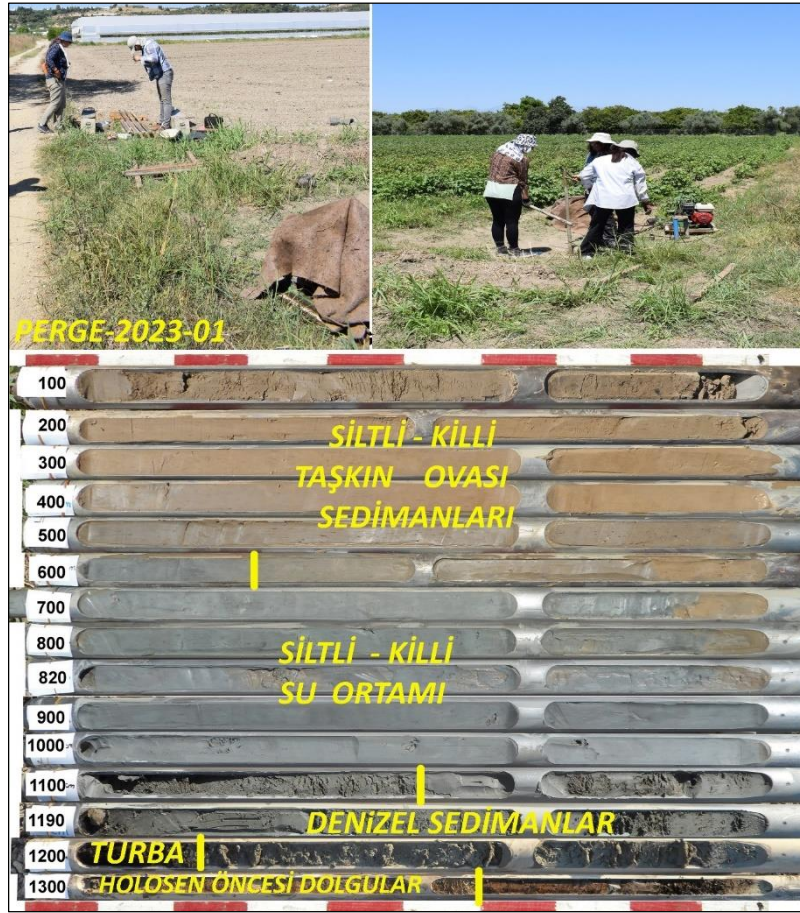 PERGE-2023-01
100
200
SİLTLİ - KİLLİ
300
TAŞKIN OVASI
400
SEDİMANLARI
500
600
700
800
SİLTLİ - KİLLİ
820
SU ORTAMI
900
1000
1100
1190
DENİZEL SEDİMANLAR
1200
TURBA
1300
HOLOSEN ÖNCESİ DOLGULAR